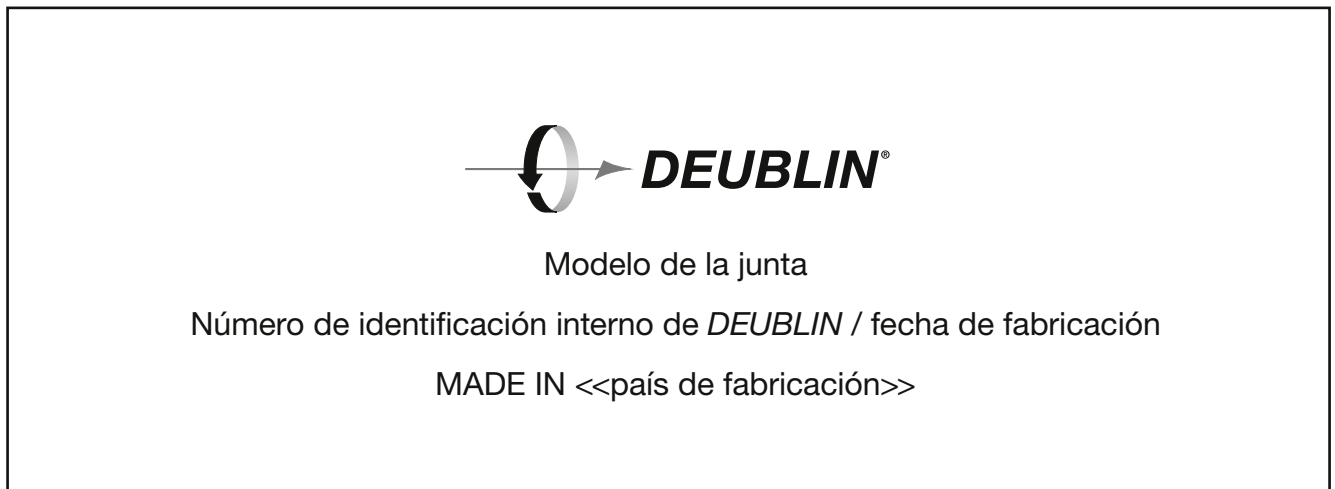 DEUBLIN®
Modelo de la junta
Número de identificación interno de DEUBLIN / fecha de fabricación
MADE IN <<país de fabricación>>